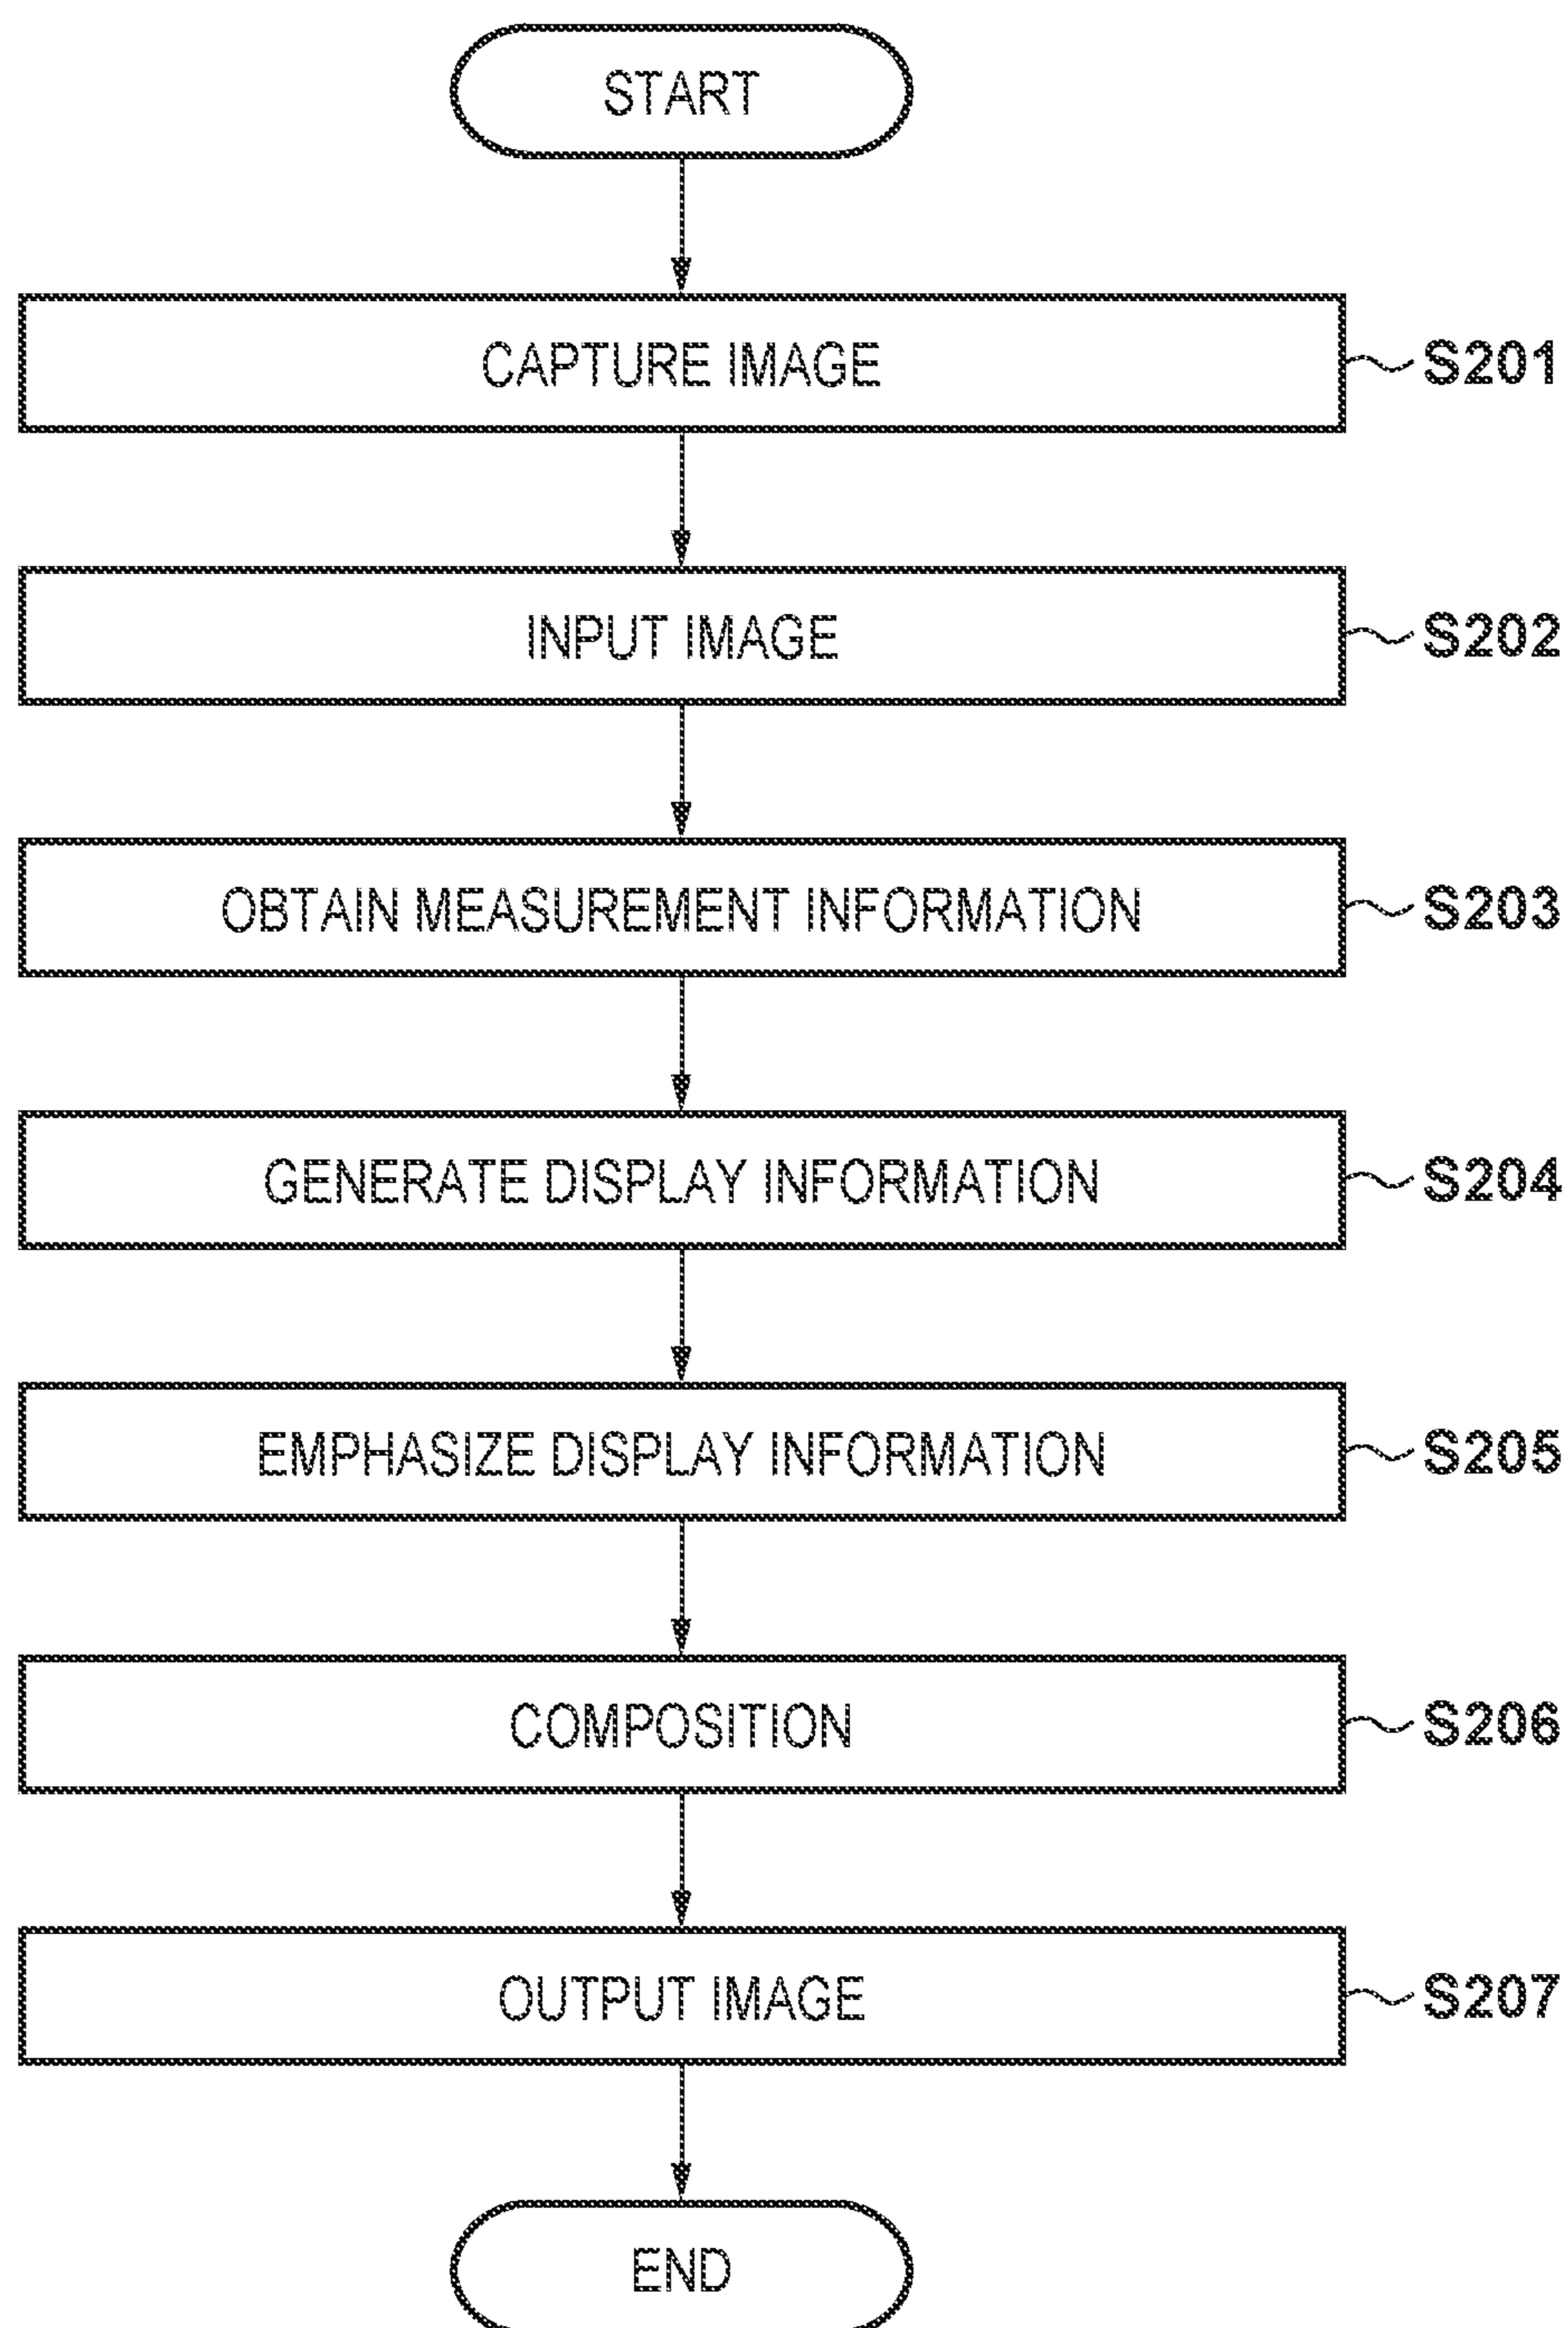 START
CAPTURE IMAGE S201
INPUT IMAGE S202
OBTAIN MEASUREMENT INFORMATION S203
GENERATE DISPLAY INFORMATION S204
EMPHASIZE DISPLAY INFORMATION S205
COMPOSITION S206
OUTPUT IMAGE S207
END